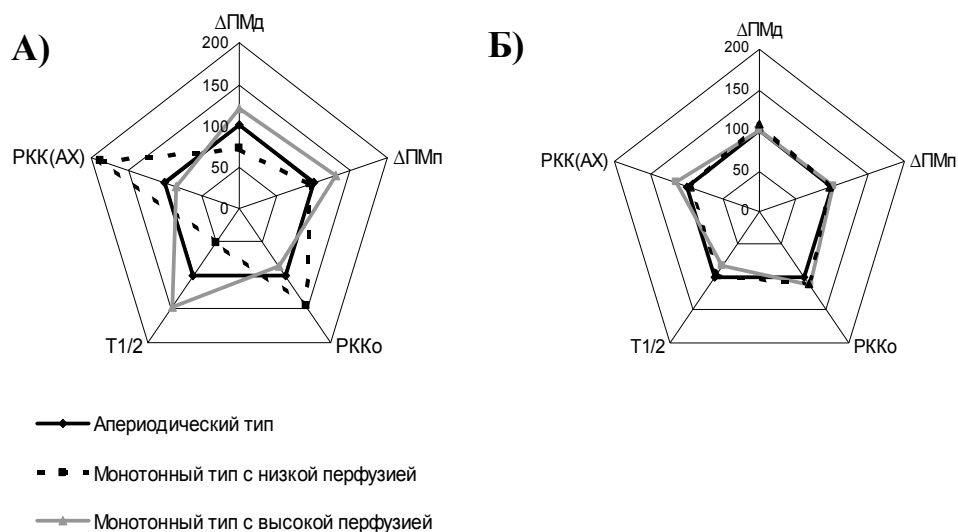 А)
ΔПМд
200
150
100
50
0
РКК(АХ)
ΔПМп
Т1/2
РККо
Б)
ΔПМд
200
150
100
50
0
РКК(АХ)
ΔПМп
Т1/2
РККо
Апериодический тип
Монотонный тип с низкой перфузией
Монотонный тип с высокой перфузией